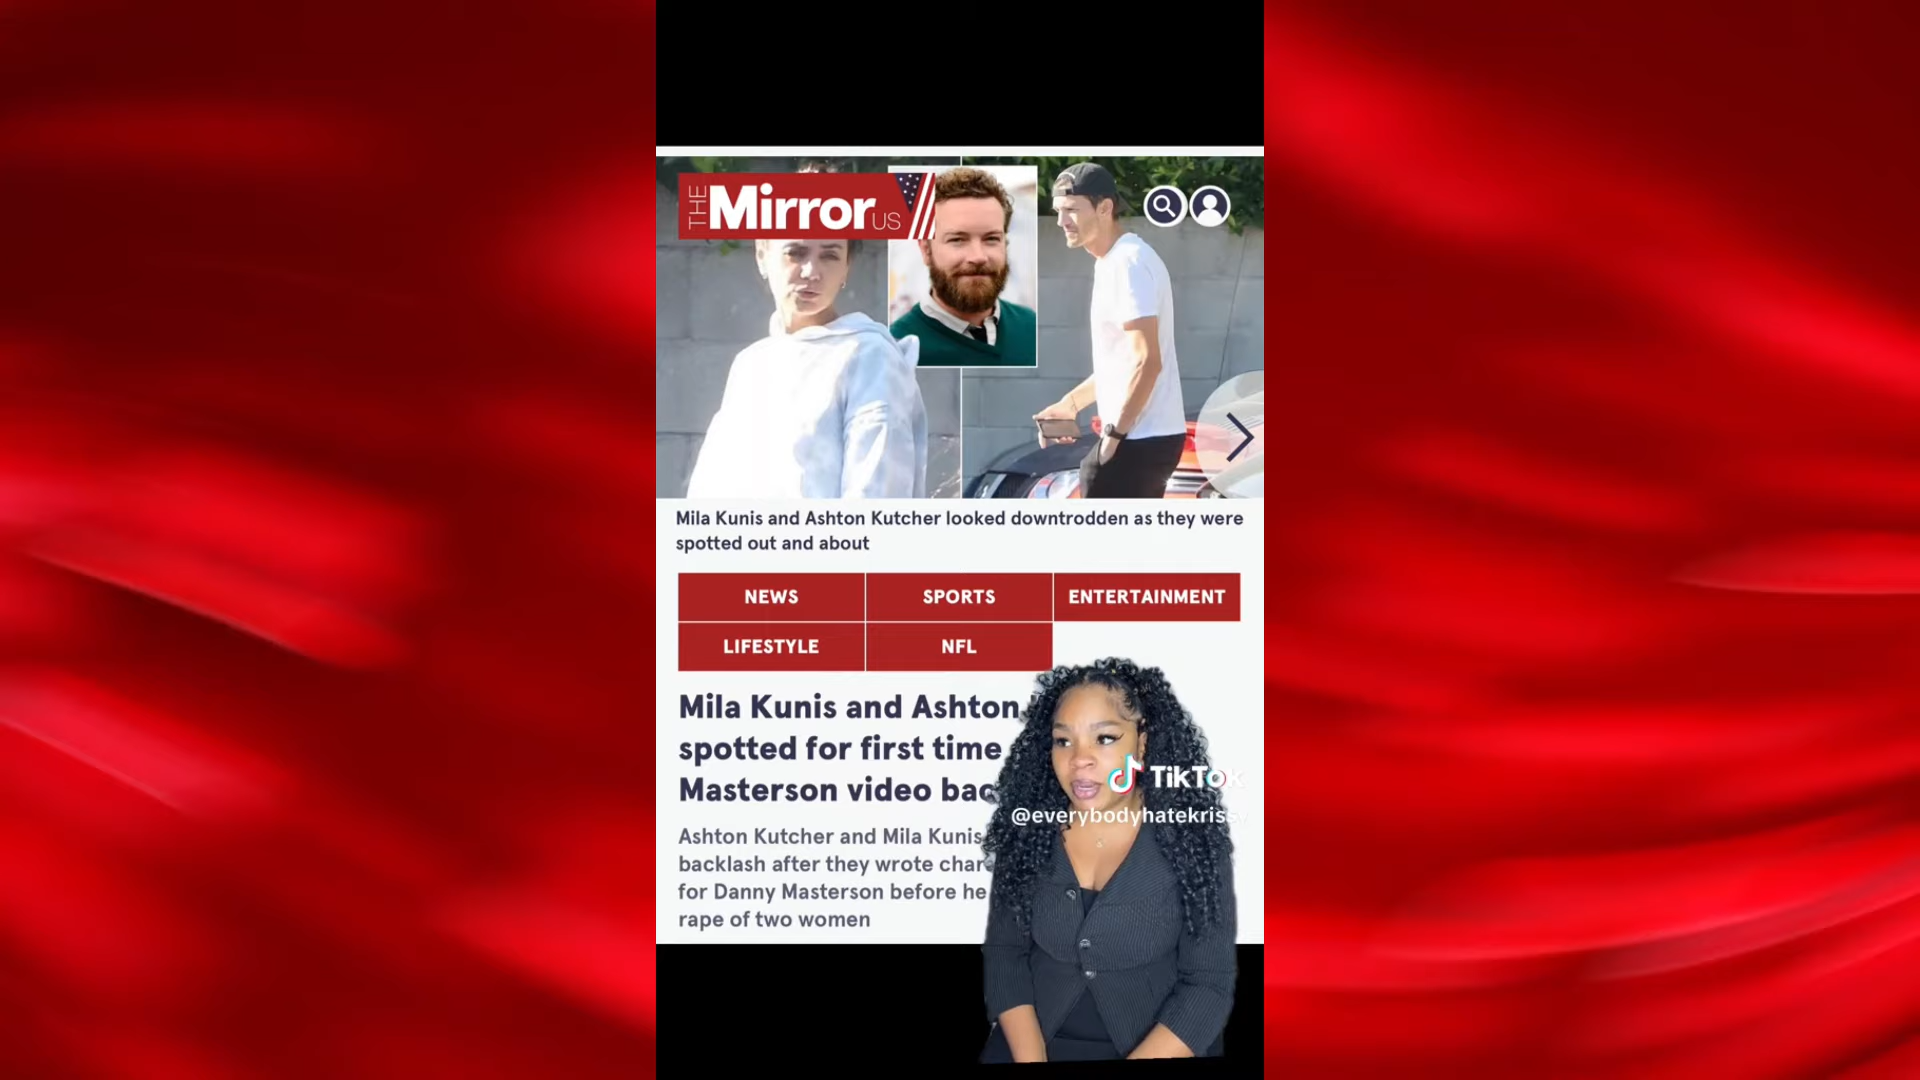 THE Mirror US
Mila Kunis and Ashton Kutcher looked downtrodden as they were
spotted out and about
NEWS
SPORTS
ENTERTAINMENT
LIFESTYLE
NFL
Mila Kunis and Ashton
spotted for first time
Masterson video bac
TikTok
@everybodyhatekriss
Ashton Kutcher and Mila Kunis
backlash after they wrote char
for Danny Masterson before he
rape of two women